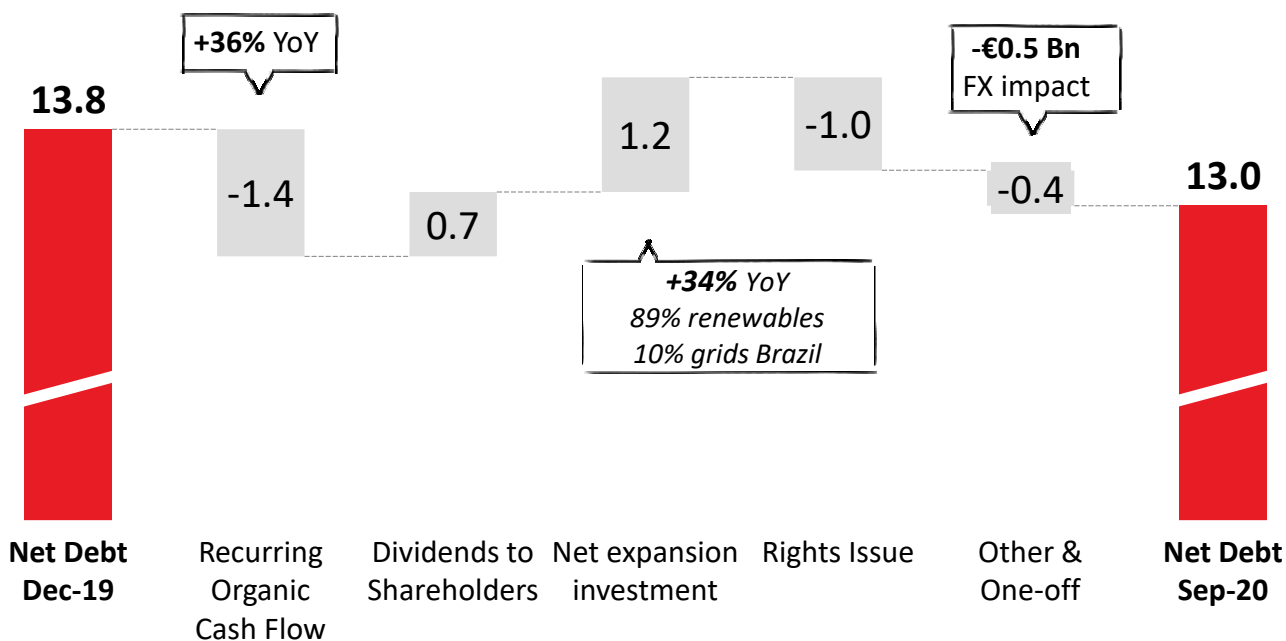 +36% YoY
-€0.5 Bn
FX impact
13.8
-1.4
0.7
1.2
-1.0
-0.4
13.0
+34% YoY
89% renewables
10% grids Brazil
Net Debt
Dec-19
Recurring
Organic
Cash Flow
Dividends to
Shareholders
Net expansion
investment
Rights Issue
Other &
One-off
Net Debt
Sep-20